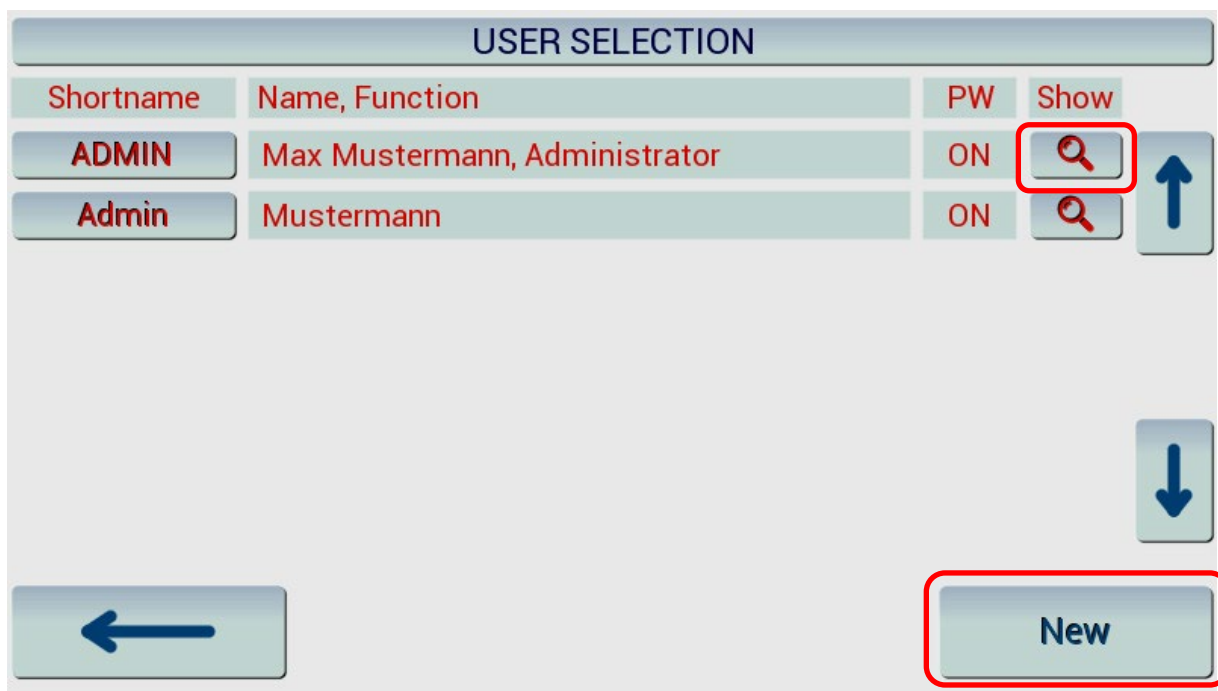 USER SELECTION
Shortname Name, Function PW Show
ADMIN Max Mustermann, Administrator ON
Admin Mustermann ON
New